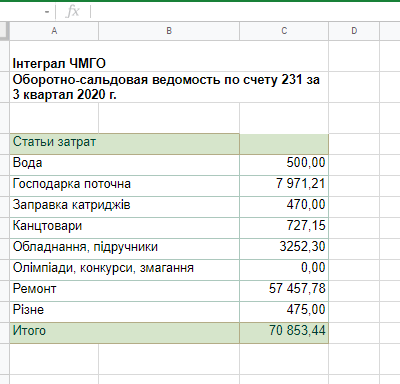 fx
A B C D
Інтеграл ЧМГО
Оборотно-сальдовая ведомость по счету 231 за
3 квартал 2020 г.
Статьи затрат
Вода 500,00
Господарка поточна 7 971,21
Заправка катриджів 470,00
Канцтовари 727,15
Обладнання, підручники 3252,30
Олімпіади, конкурси, змагання 0,00
Ремонт 57 457,78
Різне 475,00
Итого 70 853,44